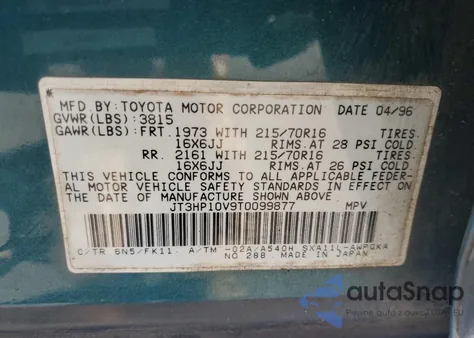 MFD.BY: TOYOTA MOTOR CORPORATION DATE 04/96
GVWR(LBS): 3815
GAWR(LBS): FRT. 1973 WITH 215/70R16 TIRES.
16X6JJ RIMS.AT 28 PSI COLD
RR. 2161 WITH 215/70R16 TIRES.
16X6JJ RIMS.AT 26 PSI COLD
THIS VEHICLE CONFORMS TO ALL APPLICABLE FEDER-
AL MOTOR VEHICLE SAFETY STANDARDS IN EFFECT ON
THE DATE OF MANUFACTURE SHOWN ABOVE.
JT3HP10V9T0099877 MPV
C/TR 6N5/FK11. A/TM -02A/A540H SXA11L-AWPGKA
NO 288 MADE IN JAPAN
autoSnap
Pewne auta z